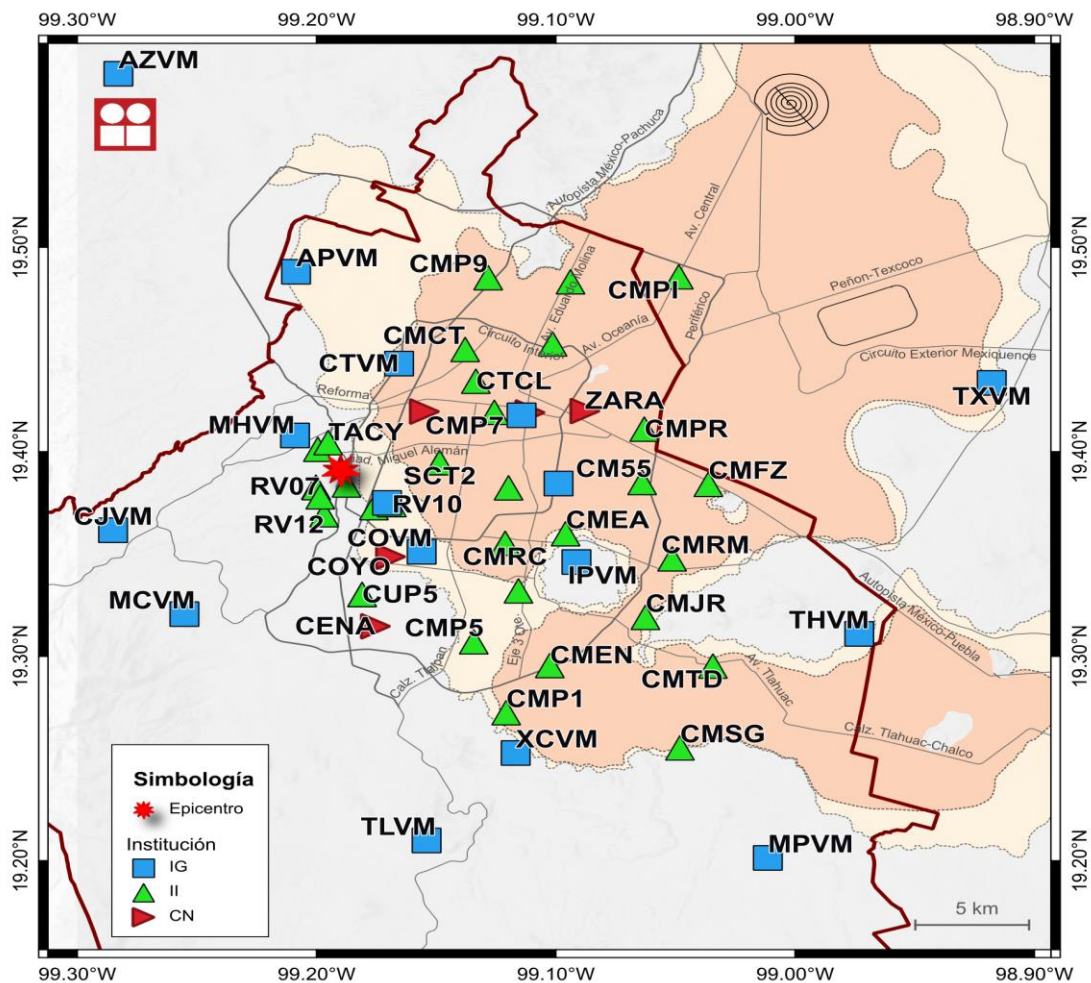 99.30°W 99.20°W 99.10°W 99.00°W 98.90°W
AZVM
Autopista México-Pachuca
Av. Central
19.50°N
19.50°N
APVM
CMP9
Av. Eduardo Molina
CMPI
Peñon-Texcoco
Periférico
Av. Oceanía
CMCT
Circuito Interior
Circuito Exterior Mexiquence
CTVM
CTCL
TXVM
Reforma
ZARA
MHVM
TACY
CMP7
CMPR
19.40°N
19.40°N
ad. Miguel Alemán
SCT2
CM55
CMFZ
RV07
RV10
CJVM
RV12
CMEA
COVM
CMRC
CMRM
COYO
IPVM
Autopista México-Puebla
MCVM
CUP5
CMJR
THVM
CENA
CMP5
Eje 3 Ote.
19.30°N
19.30°N
Calz. Tlalpan
CMEN
CMTD
Av. Tlahuac
CMP1
XCVM
CMSG
Calz. Tlahuac-Chalco
Simbología
Epicentro
Institución
IG
II
CN
TLVM
MPVM
19.20°N
19.20°N
5 km
99.30°W 99.20°W 99.10°W 99.00°W 98.90°W